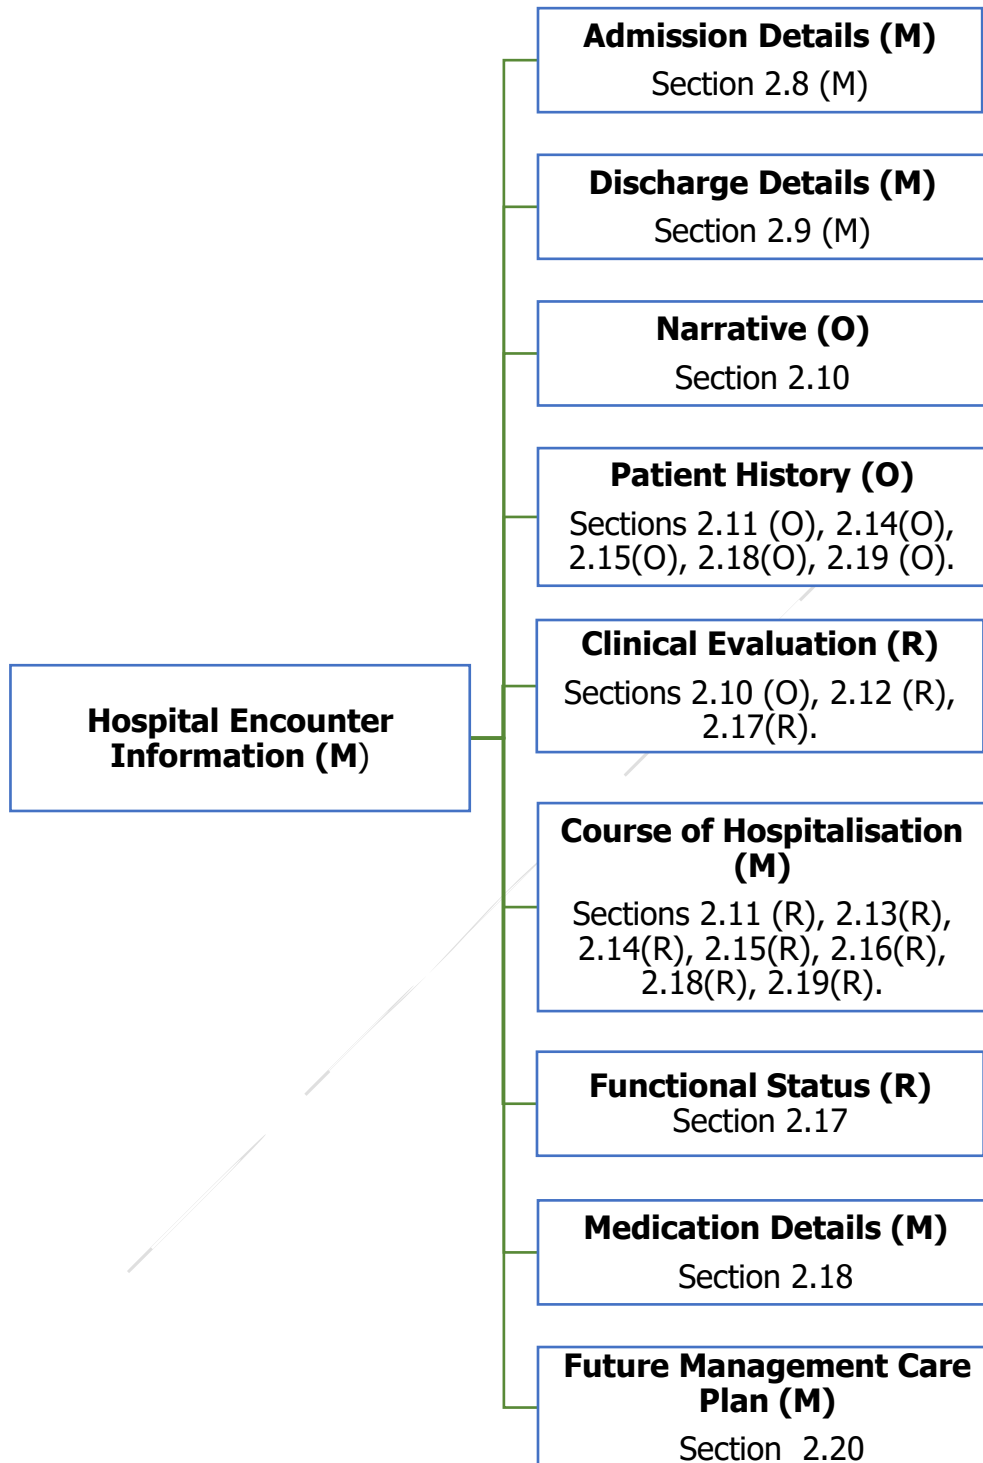 Admission Details (M)
Section 2.8 (M)
Discharge Details (M)
Section 2.9 (M)
Narrative (O)
Section 2.10
Patient History (O)
Sections 2.11 (O), 2.14(O),
2.15(O), 2.18(O), 2.19 (O).
Clinical Evaluation (R)
Sections 2.10 (O), 2.12 (R),
2.17(R).
Hospital Encounter
Information (M)
Course of Hospitalisation
(M)
Sections 2.11 (R), 2.13(R),
2.14(R), 2.15(R), 2.16(R),
2.18(R), 2.19(R).
Functional Status (R)
Section 2.17
Medication Details (M)
Section 2.18
Future Management Care
Plan (M)
Section 2.20